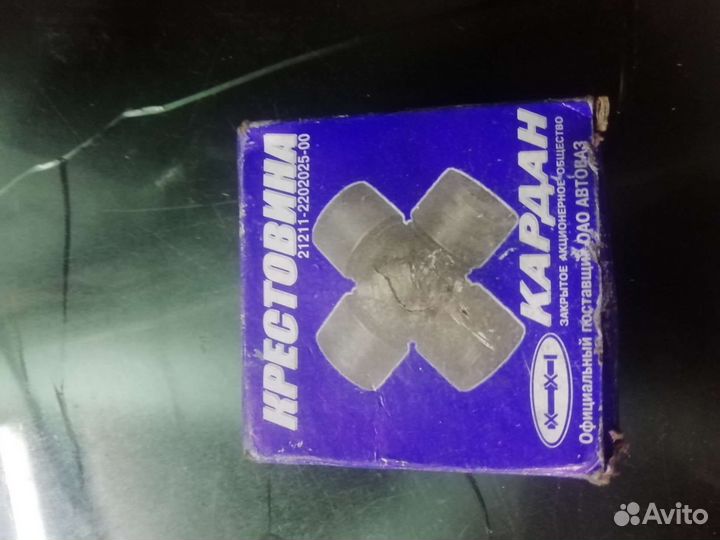 КРЕСТОВИНА
21211-2202025-00
КАРДАН
ЗАКРЫТОЕ АКЦИОНЕРНОЕ ОБЩЕСТВО
Официальный поставщик ОАО АВТОВАЗ
Avito